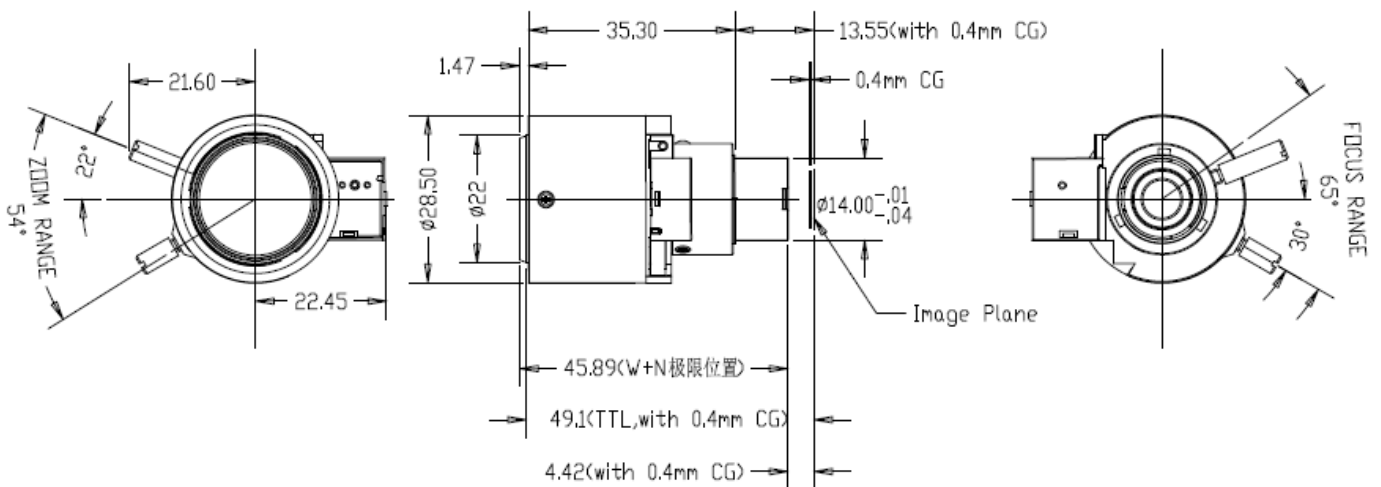 35.30
13.55(with 0.4mm CG)
1.47
0.4mm CG
21.60
22°
ZOOM RANGE
54°
22.45
ø28.50
ø22
ø14.00 -.01
-.04
Image Plane
FOCUS RANGE
65°
30°
45.89(W+N极限位置)
49.1(TTL,with 0.4mm CG)
4.42(with 0.4mm CG)